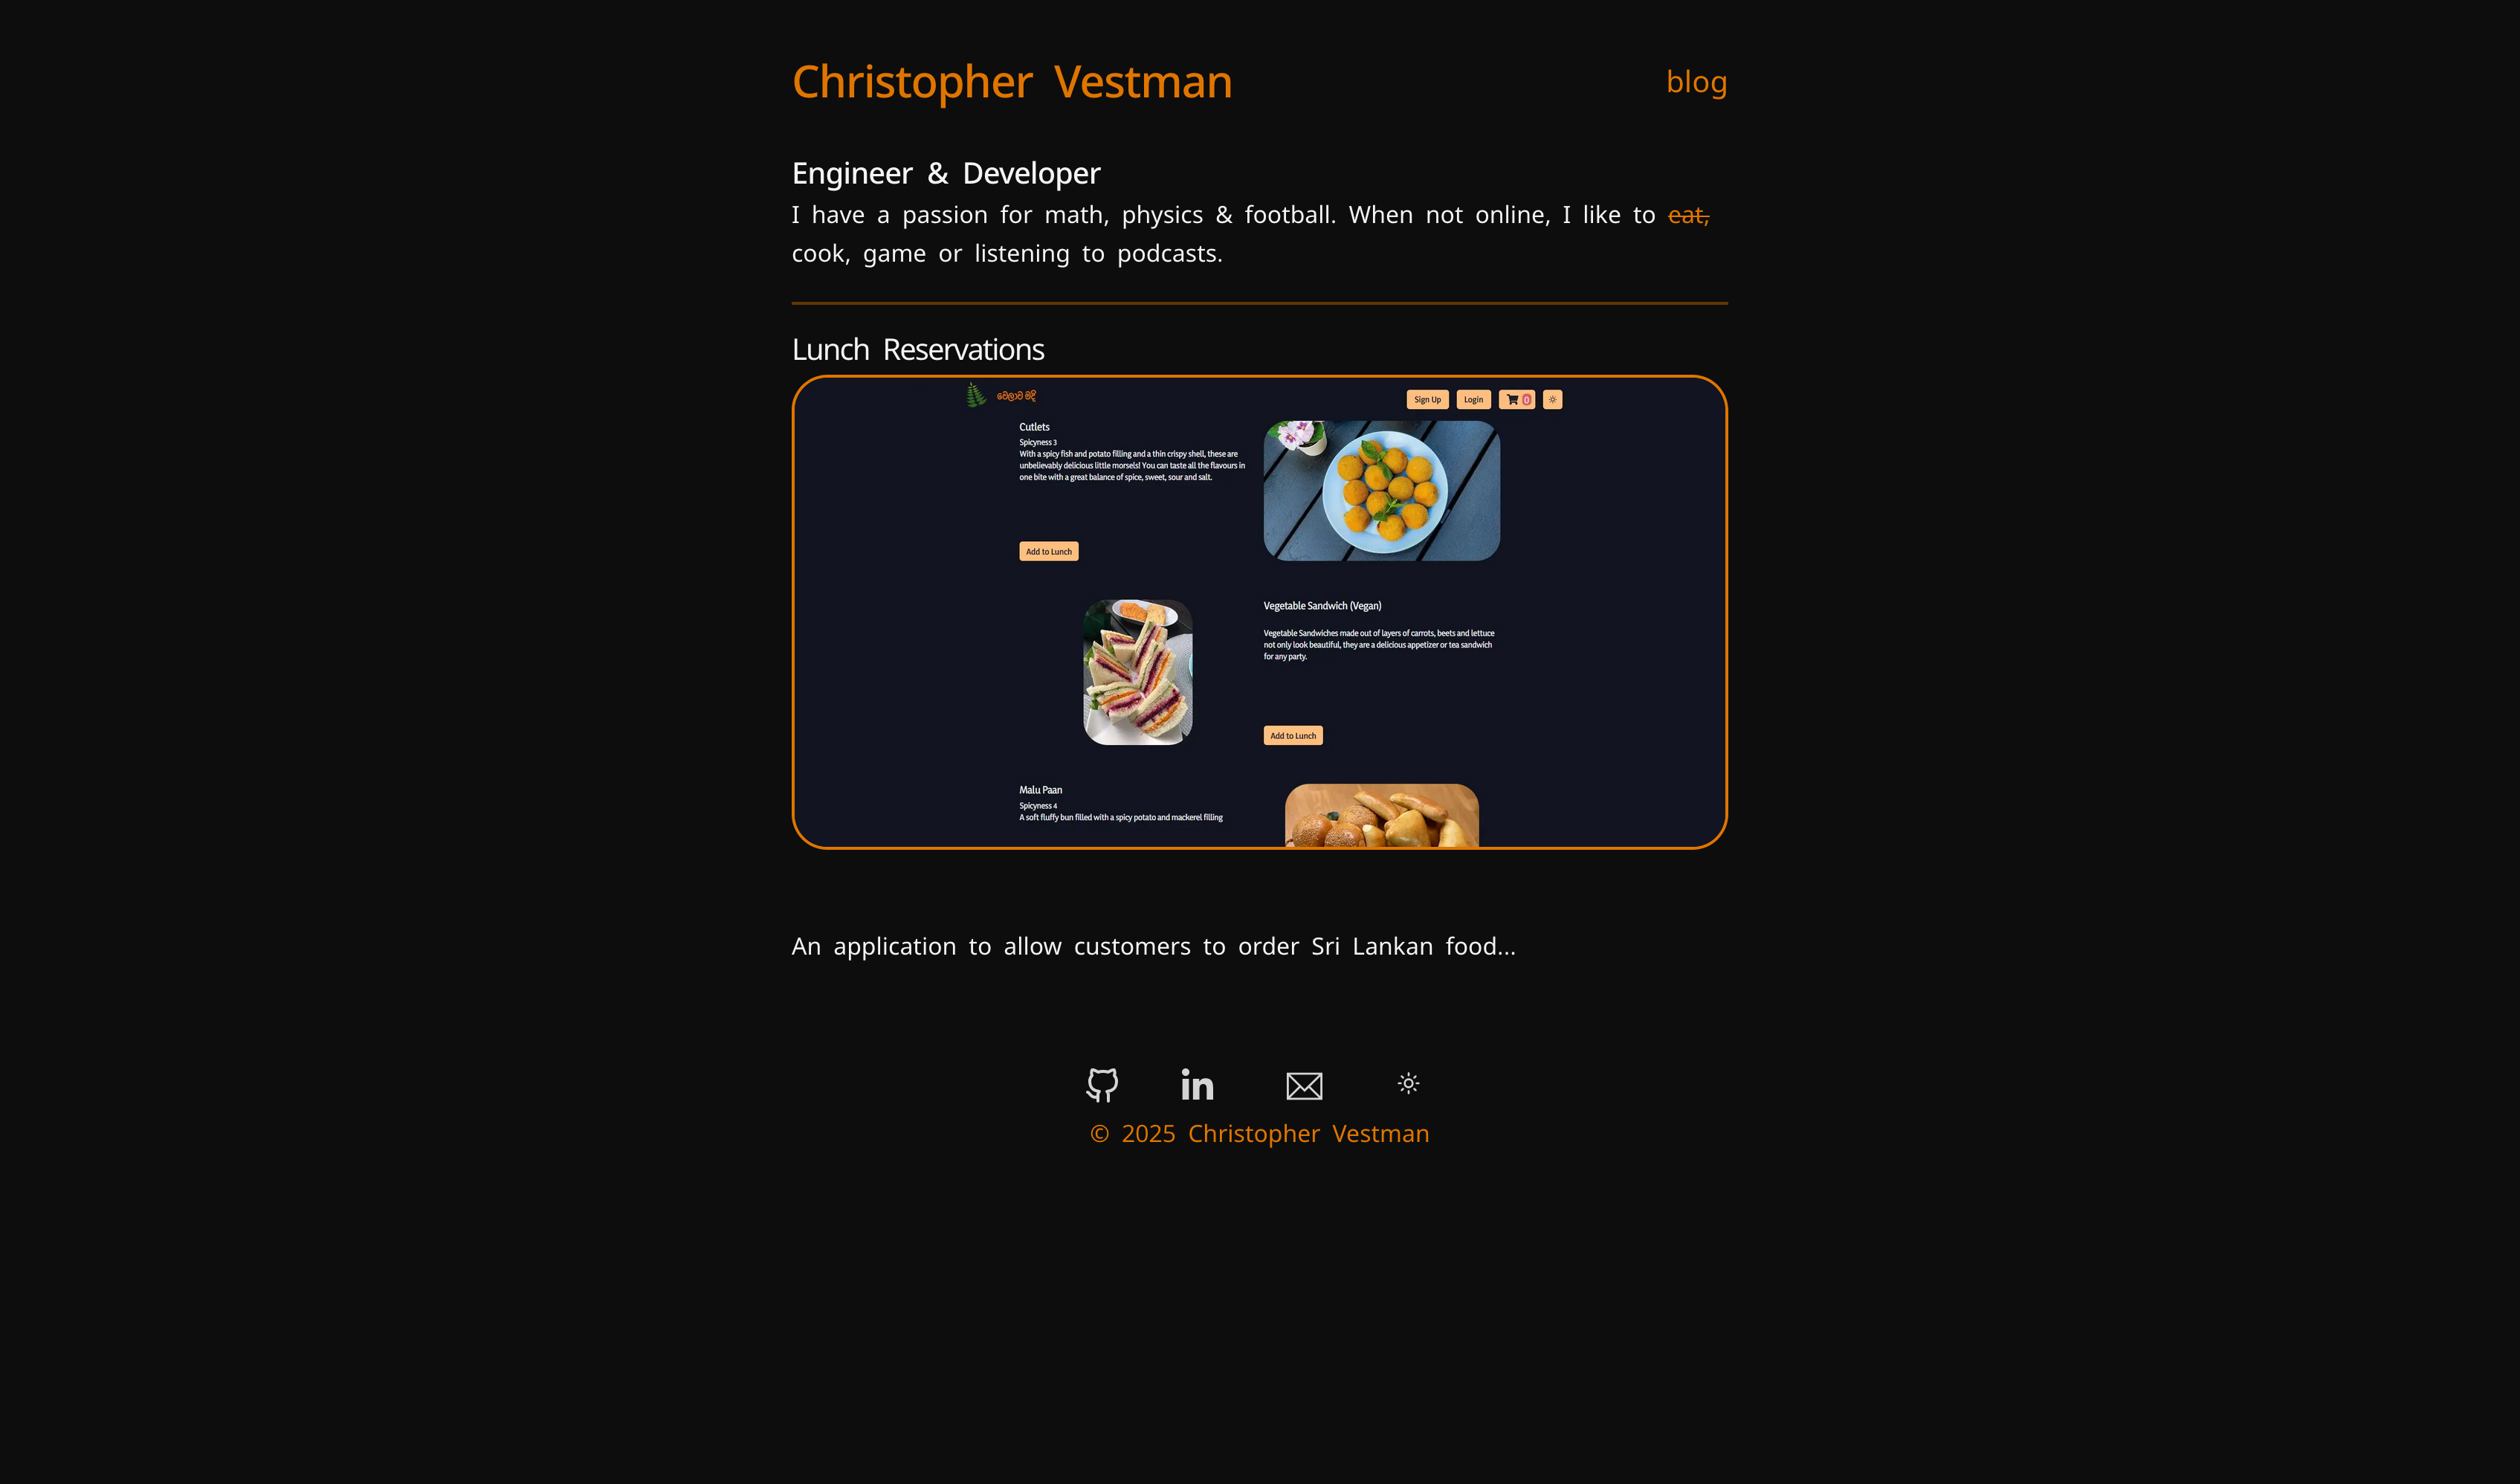 Christopher Vestman
blog
Engineer & Developer
I have a passion for math, physics & football. When not online, I like to eat,
cook, game or listening to podcasts.
Lunch Reservations
වෙලාව මදි
Sign Up
Login
0
Cutlets
Spicyness 3
With a spicy fish and potato filling and a thin crispy shell, these are
unbelievably delicious little morsels! You can taste all the flavours in
one bite with a great balance of spice, sweet, sour and salt.
Add to Lunch
Vegetable Sandwich (Vegan)
Vegetable Sandwiches made out of layers of carrots, beets and lettuce
not only look beautiful, they are a delicious appetizer or tea sandwich
for any party.
Add to Lunch
Malu Paan
Spicyness 4
A soft fluffy bun filled with a spicy potato and mackerel filling
An application to allow customers to order Sri Lankan food...
in
© 2025 Christopher Vestman